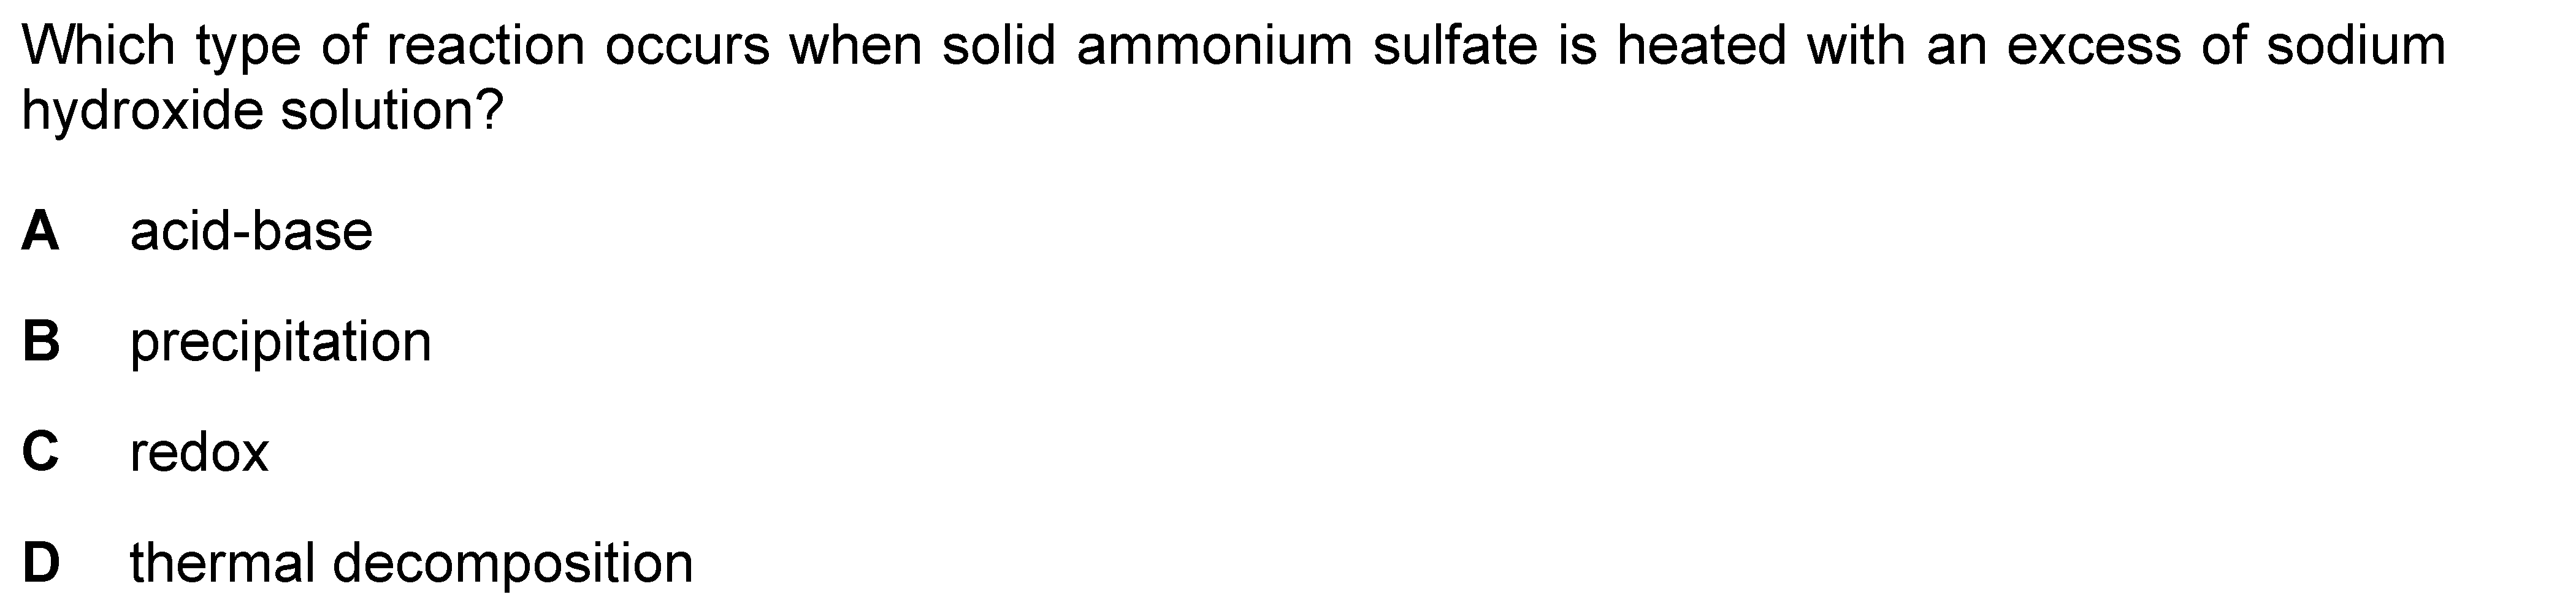 Which type of reaction occurs when solid ammonium sulfate is heated with an excess of sodium
hydroxide solution?
A acid-base
B precipitation
C redox
D thermal decomposition